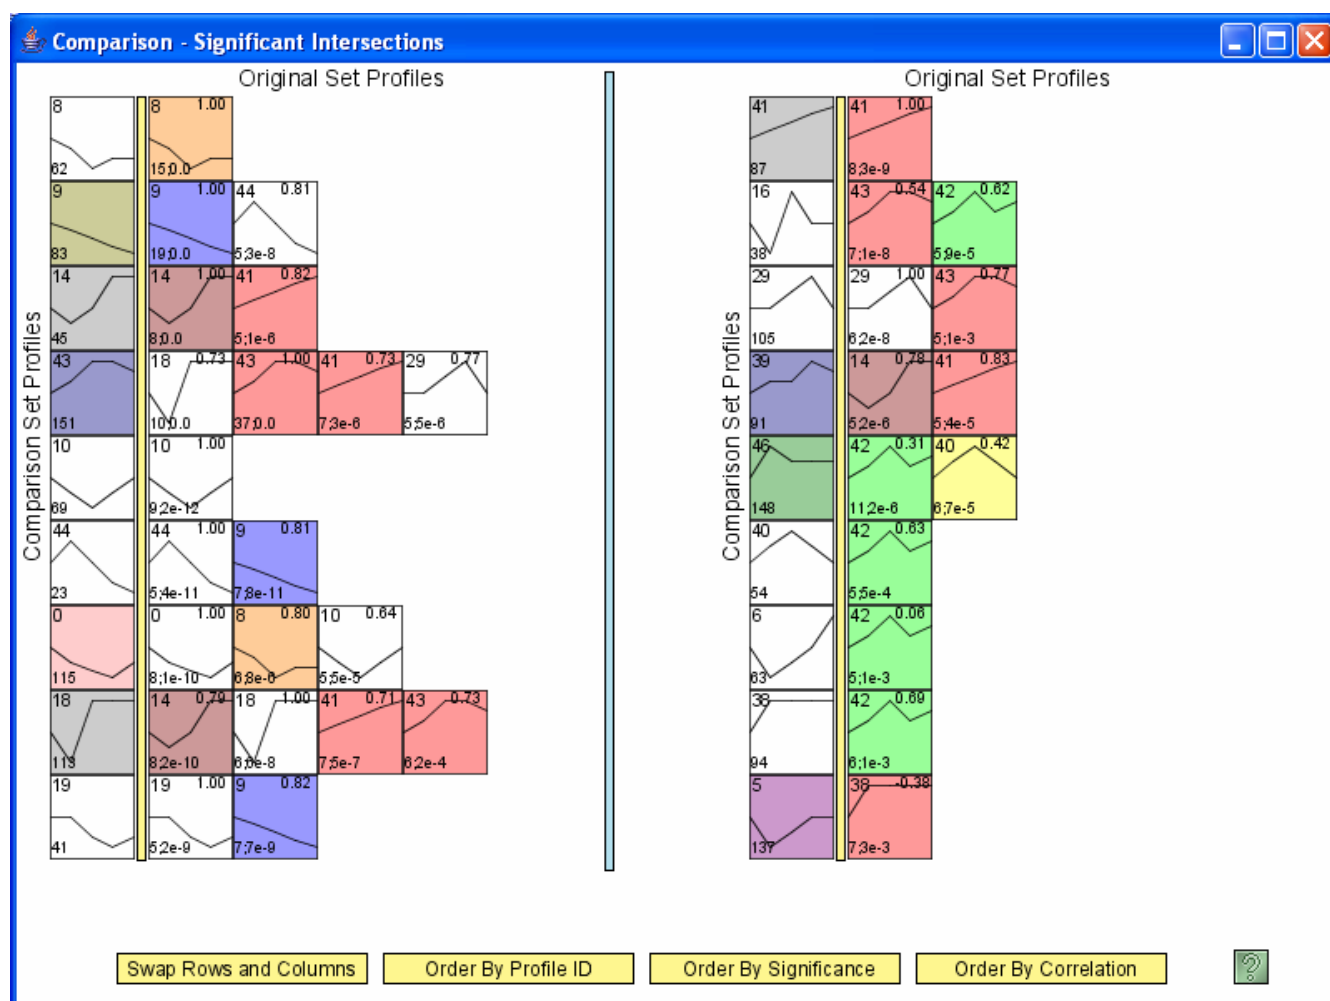 Comparison - Significant Intersections
Original Set Profiles
Original Set Profiles
Comparison Set Profiles
8 8 1.00
62 15;0.0
9 9 1.00 44 0.81
83 19;0.0 5;3e-8
14 14 1.00 41 0.82
45 8;0.0 5;1e-6
43 18 0.73 43 1.00 41 0.73 29 0.77
151 10;0.0 37;0.0 7;3e-6 5;5e-6
10 10 1.00
69 9;2e-12
44 44 1.00 9 0.81
23 5;4e-11 7;8e-11
0 0 1.00 8 0.80 10 0.64
115 8;1e-10 6;8e-6 5;5e-5
18 14 0.79 18 1.00 41 0.71 43 0.73
113 8;2e-10 6;6e-8 7;5e-7 6;2e-4
19 19 1.00 9 0.82
41 5;2e-9 7;7e-9
Comparison Set Profiles
41 41 1.00
87 8;3e-9
16 43 0.54 42 0.62
38 7;1e-8 5;9e-5
29 29 1.00 43 0.77
105 6;2e-8 5;1e-3
39 14 0.78 41 0.83
91 5;2e-6 5;4e-5
46 42 0.31 40 0.42
148 11;2e-6 6;7e-5
40 42 0.63
54 5;5e-4
6 42 0.06
63 5;1e-3
38 42 0.69
94 6;1e-3
5 38 -0.38
137 7;3e-3
Swap Rows and Columns
Order By Profile ID
Order By Significance
Order By Correlation
?